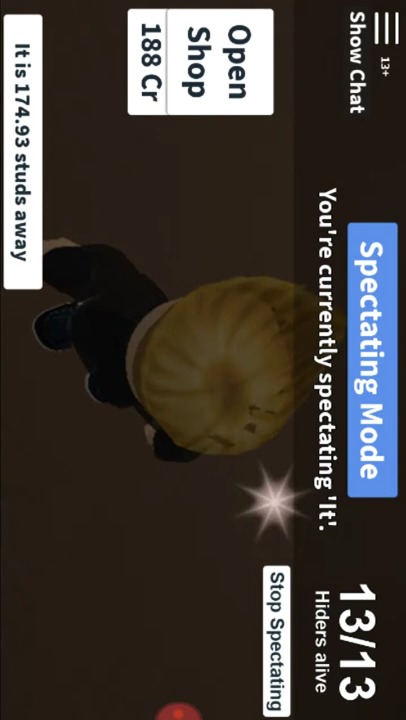 Show Chat
13+
Spectating Mode
You're currently spectating 'It'.
13/13
Hiders alive
Open
Shop
188 Cr
Stop Spectating
It is 174.93 studs away